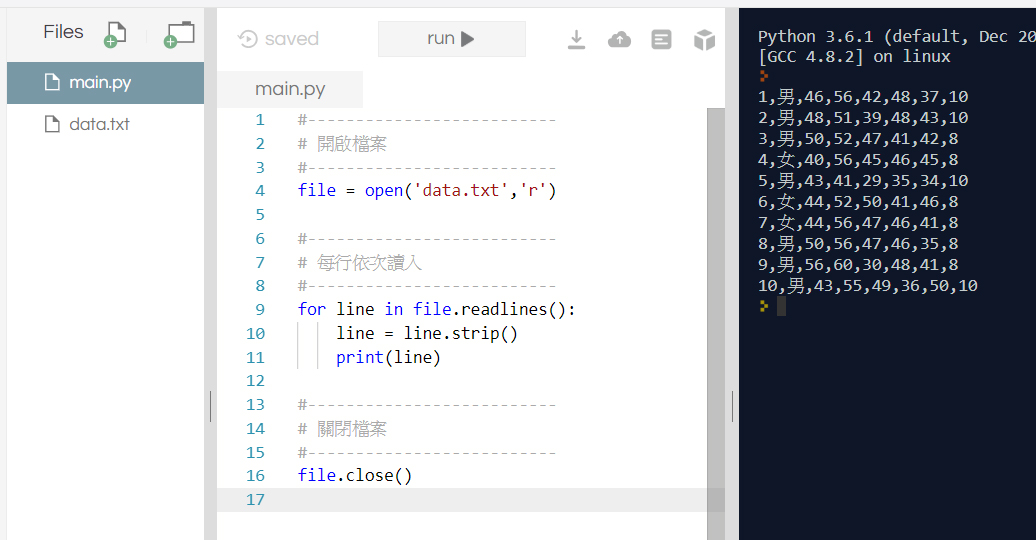 Files
main.py
data.txt
saved
run
main.py
1 #--------------------------
2 # 開啟檔案
3 #--------------------------
4 file = open('data.txt','r')
5
6 #--------------------------
7 # 每行依次讀入
8 #--------------------------
9 for line in file.readlines():
10     line = line.strip()
11     print(line)
12
13 #--------------------------
14 # 關閉檔案
15 #--------------------------
16 file.close()
17
Python 3.6.1 (default, Dec 20
[GCC 4.8.2] on linux
1,男,46,56,42,48,37,10
2,男,48,51,39,48,43,10
3,男,50,52,47,41,42,8
4,女,40,56,45,46,45,8
5,男,43,41,29,35,34,10
6,女,44,52,50,41,46,8
7,女,44,56,47,46,41,8
8,男,50,56,47,46,35,8
9,男,56,60,30,48,41,8
10,男,43,55,49,36,50,10